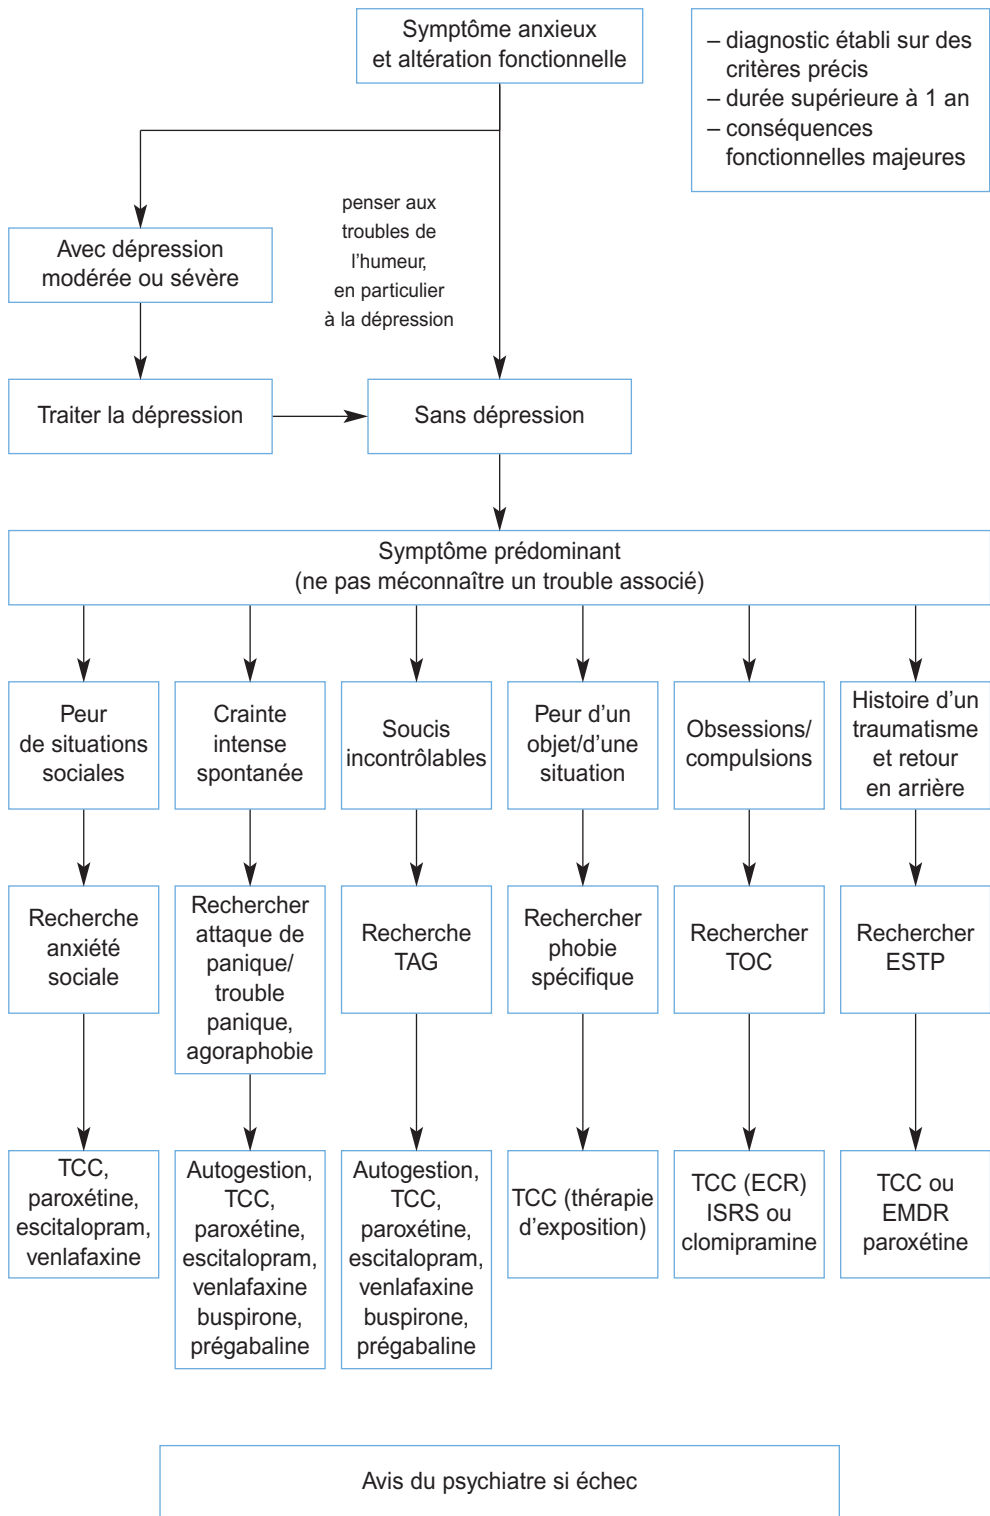 Symptôme anxieux
et altération fonctionnelle
– diagnostic établi sur des
critères précis
– durée supérieure à 1 an
– conséquences
fonctionnelles majeures
penser aux
troubles de
l’humeur,
en particulier
à la dépression
Avec dépression
modérée ou sévère
Traiter la dépression
Sans dépression
Symptôme prédominant
(ne pas méconnaître un trouble associé)
Peur
de situations
sociales
Crainte
intense
spontanée
Soucis
incontrôlables
Peur d’un
objet/d’une
situation
Obsessions/
compulsions
Histoire d’un
traumatisme
et retour
en arrière
Recherche
anxiété
sociale
Rechercher
attaque de
panique/
trouble
panique,
agoraphobie
Recherche
TAG
Rechercher
phobie
spécifique
Rechercher
TOC
Rechercher
ESTP
TCC,
paroxétine,
escitalopram,
venlafaxine
Autogestion,
TCC,
paroxétine,
escitalopram,
venlafaxine
buspirone,
prégabaline
Autogestion,
TCC,
paroxétine,
escitalopram,
venlafaxine
buspirone,
prégabaline
TCC (thérapie
d’exposition)
TCC (ECR)
ISRS ou
clomipramine
TCC ou
EMDR
paroxétine
Avis du psychiatre si échec